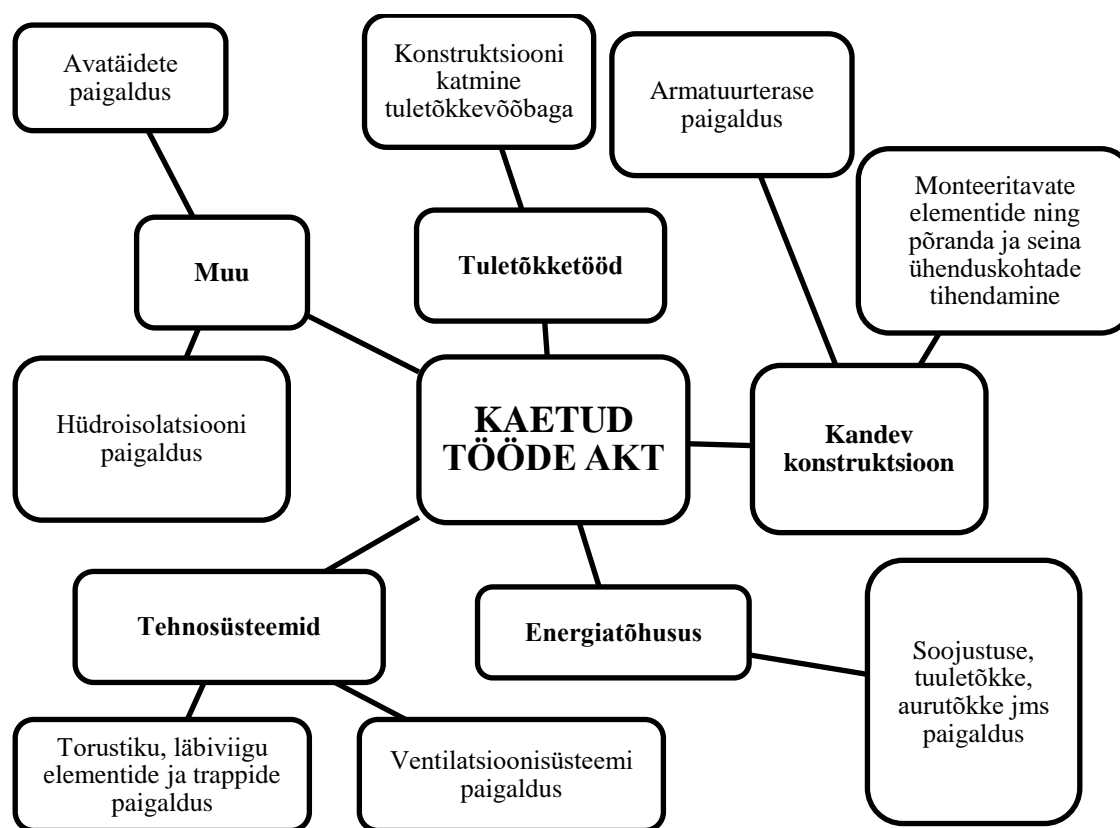 Avatäidete
paigaldus
Konstruktsiooni
katmine
tuletõkkevõõbaga
Armatuurterase
paigaldus
Monteeritavate
elementide ning
põranda ja seina
ühenduskohtade
tihendamine
Muu
Tuletõkketööd
Hüdroisolatsiooni
paigaldus
KAETUD
TÖÖDE AKT
Kandev
konstruktsioon
Tehnosüsteemid
Energiatõhusus
Soojustuse,
tuuletõkke,
aurutõkke jms
paigaldus
Torustiku, läbiviigu
elementide ja trappide
paigaldus
Ventilatsioonisüsteemi
paigaldus